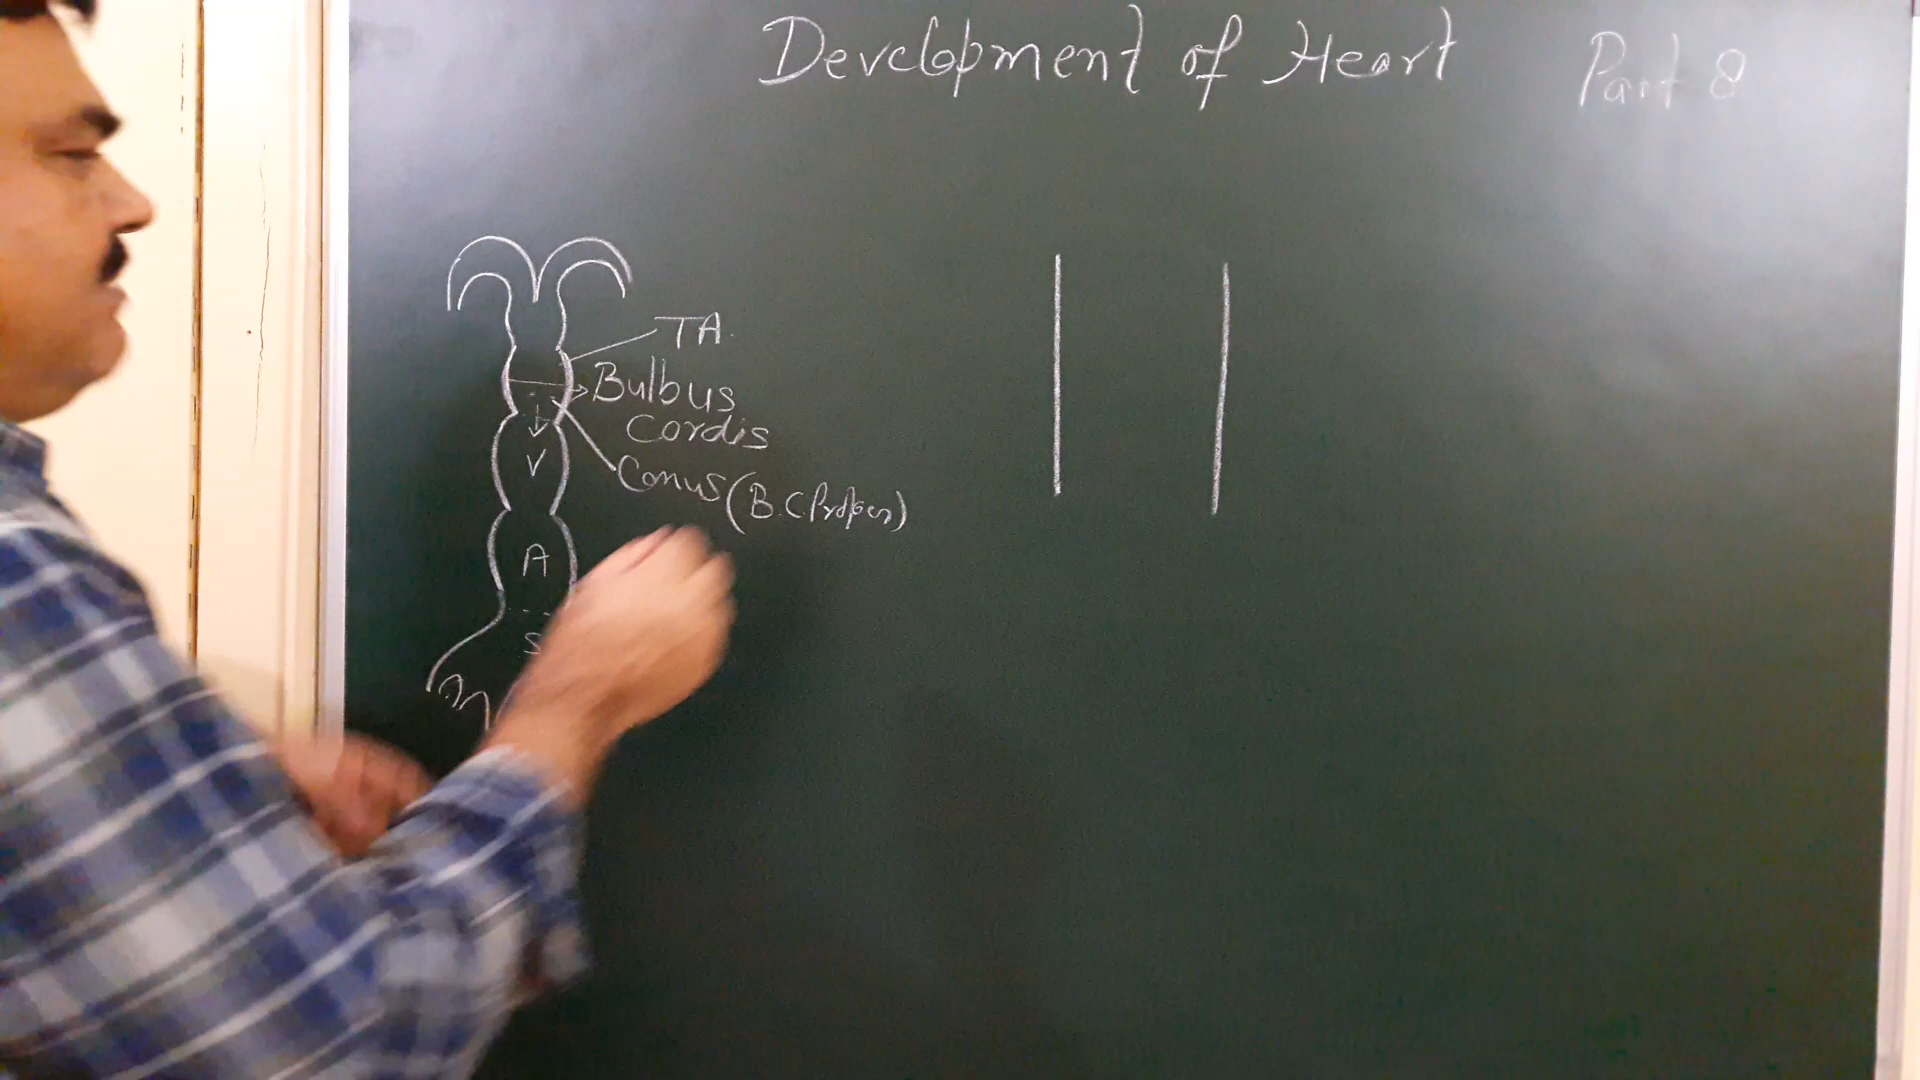 Development of Heart
Part 8
TA
Bulbus
Cordis
V
Conus (B.C Proper)
A
S